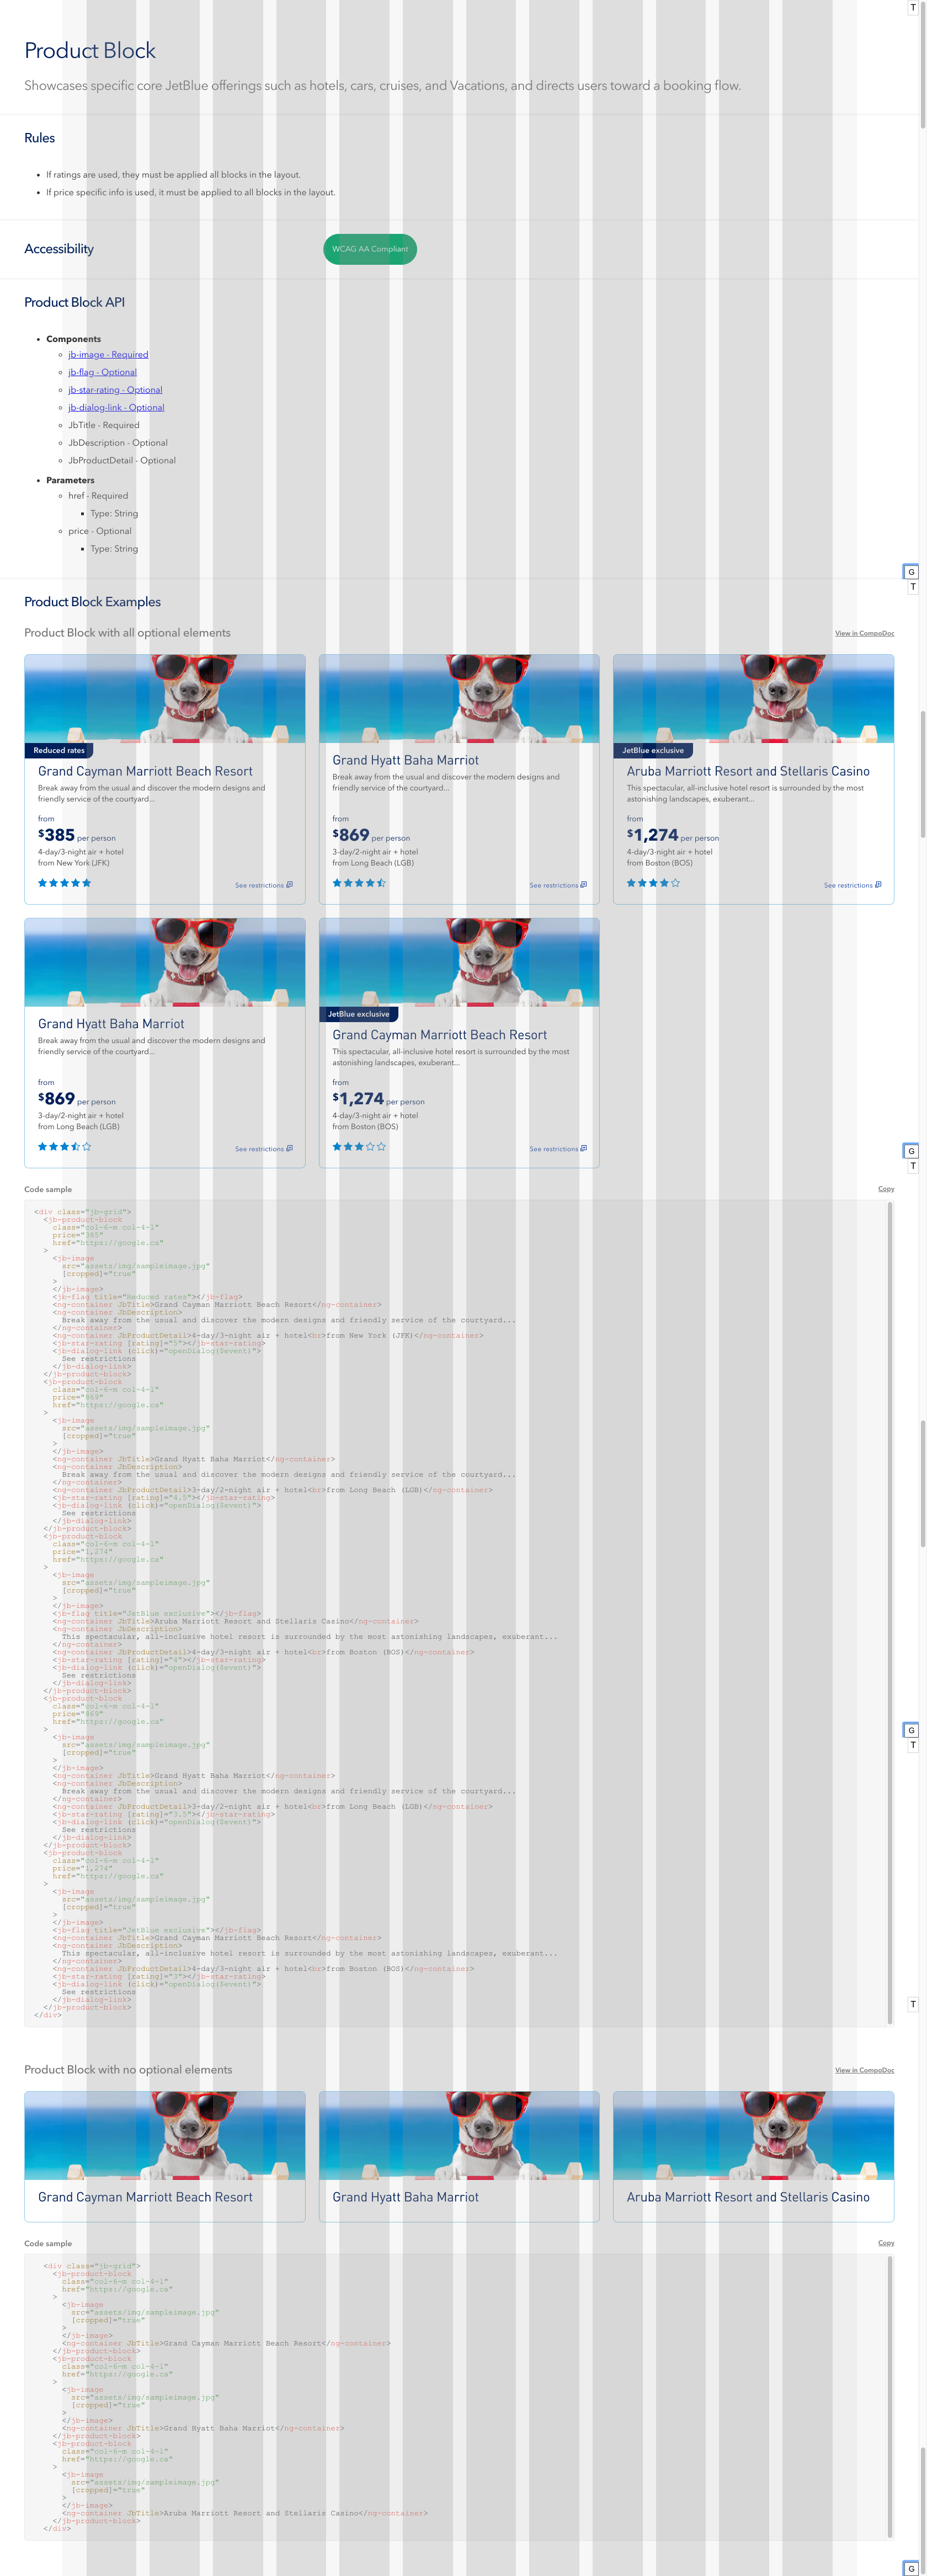 T
Product Block
Showcases specific core JetBlue offerings such as hotels, cars, cruises, and Vacations, and directs users toward a booking flow.
Rules
• If ratings are used, they must be applied all blocks in the layout.
• If price specific info is used, it must be applied to all blocks in the layout.
Accessibility
WCAG AA Compliant
Product Block API
• Components
jb-image - Required
jb-flag - Optional
jb-star-rating - Optional
jb-dialog-link - Optional
JbTitle - Required
JbDescription - Optional
JbProductDetail - Optional
• Parameters
href - Required
Type: String
price - Optional
Type: String
G
T
Product Block Examples
Product Block with all optional elements
View in CompoDoc
Reduced rates
Grand Cayman Marriott Beach Resort
Break away from the usual and discover the modern designs and
friendly service of the courtyard...
from
$385 per person
4-day/3-night air + hotel
from New York (JFK)
See restrictions
Grand Hyatt Baha Marriot
Break away from the usual and discover the modern designs and
friendly service of the courtyard...
from
$869 per person
3-day/2-night air + hotel
from Long Beach (LGB)
See restrictions
JetBlue exclusive
Aruba Marriott Resort and Stellaris Casino
This spectacular, all-inclusive hotel resort is surrounded by the most
astonishing landscapes, exuberant...
from
$1,274 per person
4-day/3-night air + hotel
from Boston (BOS)
See restrictions
Grand Hyatt Baha Marriot
Break away from the usual and discover the modern designs and
friendly service of the courtyard...
from
$869 per person
3-day/2-night air + hotel
from Long Beach (LGB)
See restrictions
JetBlue exclusive
Grand Cayman Marriott Beach Resort
This spectacular, all-inclusive hotel resort is surrounded by the most
astonishing landscapes, exuberant...
from
$1,274 per person
4-day/3-night air + hotel
from Boston (BOS)
See restrictions
G
T
Code sample
Copy
<div class="jb-grid">
<jb-product-block
class="col-6-m col-4-l"
price="385"
href="https://google.ca"
>
<jb-image
src="assets/img/sampleimage.jpg"
[cropped]="true"
>
</jb-image>
<jb-flag title="Reduced rates"></jb-flag>
<ng-container JbTitle>Grand Cayman Marriott Beach Resort</ng-container>
<ng-container JbDescription>
Break away from the usual and discover the modern designs and friendly service of the courtyard...
</ng-container>
<ng-container JbProductDetail>4-day/3-night air + hotel<br>from New York (JFK)</ng-container>
<jb-star-rating [rating]="5"></jb-star-rating>
<jb-dialog-link (click)="openDialog($event)">
See restrictions
</jb-dialog-link>
</jb-product-block>
<jb-product-block
class="col-6-m col-4-l"
price="869"
href="https://google.ca"
>
<jb-image
src="assets/img/sampleimage.jpg"
[cropped]="true"
>
</jb-image>
<ng-container JbTitle>Grand Hyatt Baha Marriot</ng-container>
<ng-container JbDescription>
Break away from the usual and discover the modern designs and friendly service of the courtyard...
</ng-container>
<ng-container JbProductDetail>3-day/2-night air + hotel<br>from Long Beach (LGB)</ng-container>
<jb-star-rating [rating]="4.5"></jb-star-rating>
<jb-dialog-link (click)="openDialog($event)">
See restrictions
</jb-dialog-link>
</jb-product-block>
<jb-product-block
class="col-6-m col-4-l"
price="1,274"
href="https://google.ca"
>
<jb-image
src="assets/img/sampleimage.jpg"
[cropped]="true"
>
</jb-image>
<jb-flag title="JetBlue exclusive"></jb-flag>
<ng-container JbTitle>Aruba Marriott Resort and Stellaris Casino</ng-container>
<ng-container JbDescription>
This spectacular, all-inclusive hotel resort is surrounded by the most astonishing landscapes, exuberant...
</ng-container>
<ng-container JbProductDetail>4-day/3-night air + hotel<br>from Boston (BOS)</ng-container>
<jb-star-rating [rating]="4"></jb-star-rating>
<jb-dialog-link (click)="openDialog($event)">
See restrictions
</jb-dialog-link>
</jb-product-block>
<jb-product-block
class="col-6-m col-4-l"
price="869"
href="https://google.ca"
>
<jb-image
src="assets/img/sampleimage.jpg"
[cropped]="true"
>
</jb-image>
<ng-container JbTitle>Grand Hyatt Baha Marriot</ng-container>
<ng-container JbDescription>
Break away from the usual and discover the modern designs and friendly service of the courtyard...
</ng-container>
<ng-container JbProductDetail>3-day/2-night air + hotel<br>from Long Beach (LGB)</ng-container>
<jb-star-rating [rating]="3.5"></jb-star-rating>
<jb-dialog-link (click)="openDialog($event)">
See restrictions
</jb-dialog-link>
</jb-product-block>
<jb-product-block
class="col-6-m col-4-l"
price="1,274"
href="https://google.ca"
>
<jb-image
src="assets/img/sampleimage.jpg"
[cropped]="true"
>
</jb-image>
<jb-flag title="JetBlue exclusive"></jb-flag>
<ng-container JbTitle>Grand Cayman Marriott Beach Resort</ng-container>
<ng-container JbDescription>
This spectacular, all-inclusive hotel resort is surrounded by the most astonishing landscapes, exuberant...
</ng-container>
<ng-container JbProductDetail>4-day/3-night air + hotel<br>from Boston (BOS)</ng-container>
<jb-star-rating [rating]="3"></jb-star-rating>
<jb-dialog-link (click)="openDialog($event)">
See restrictions
</jb-dialog-link>
</jb-product-block>
</div>
G
T
T
Product Block with no optional elements
View in CompoDoc
Grand Cayman Marriott Beach Resort
Grand Hyatt Baha Marriot
Aruba Marriott Resort and Stellaris Casino
Code sample
Copy
<div class="jb-grid">
<jb-product-block
class="col-6-m col-4-l"
href="https://google.ca"
>
<jb-image
src="assets/img/sampleimage.jpg"
[cropped]="true"
>
</jb-image>
<ng-container JbTitle>Grand Cayman Marriott Beach Resort</ng-container>
</jb-product-block>
<jb-product-block
class="col-6-m col-4-l"
href="https://google.ca"
>
<jb-image
src="assets/img/sampleimage.jpg"
[cropped]="true"
>
</jb-image>
<ng-container JbTitle>Grand Hyatt Baha Marriot</ng-container>
</jb-product-block>
<jb-product-block
class="col-6-m col-4-l"
href="https://google.ca"
>
<jb-image
src="assets/img/sampleimage.jpg"
[cropped]="true"
>
</jb-image>
<ng-container JbTitle>Aruba Marriott Resort and Stellaris Casino</ng-container>
</jb-product-block>
</div>
G